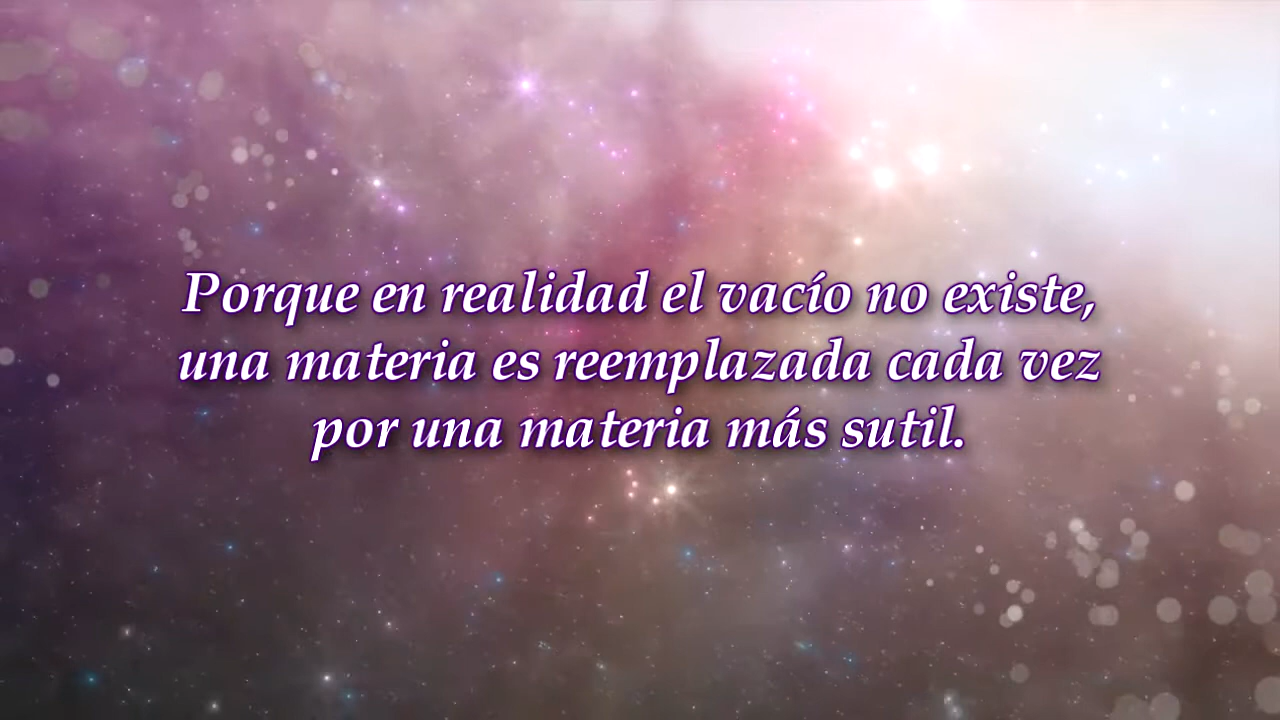 Porque en realidad el vacío no existe,
una materia es reemplazada cada vez
por una materia más sutil.